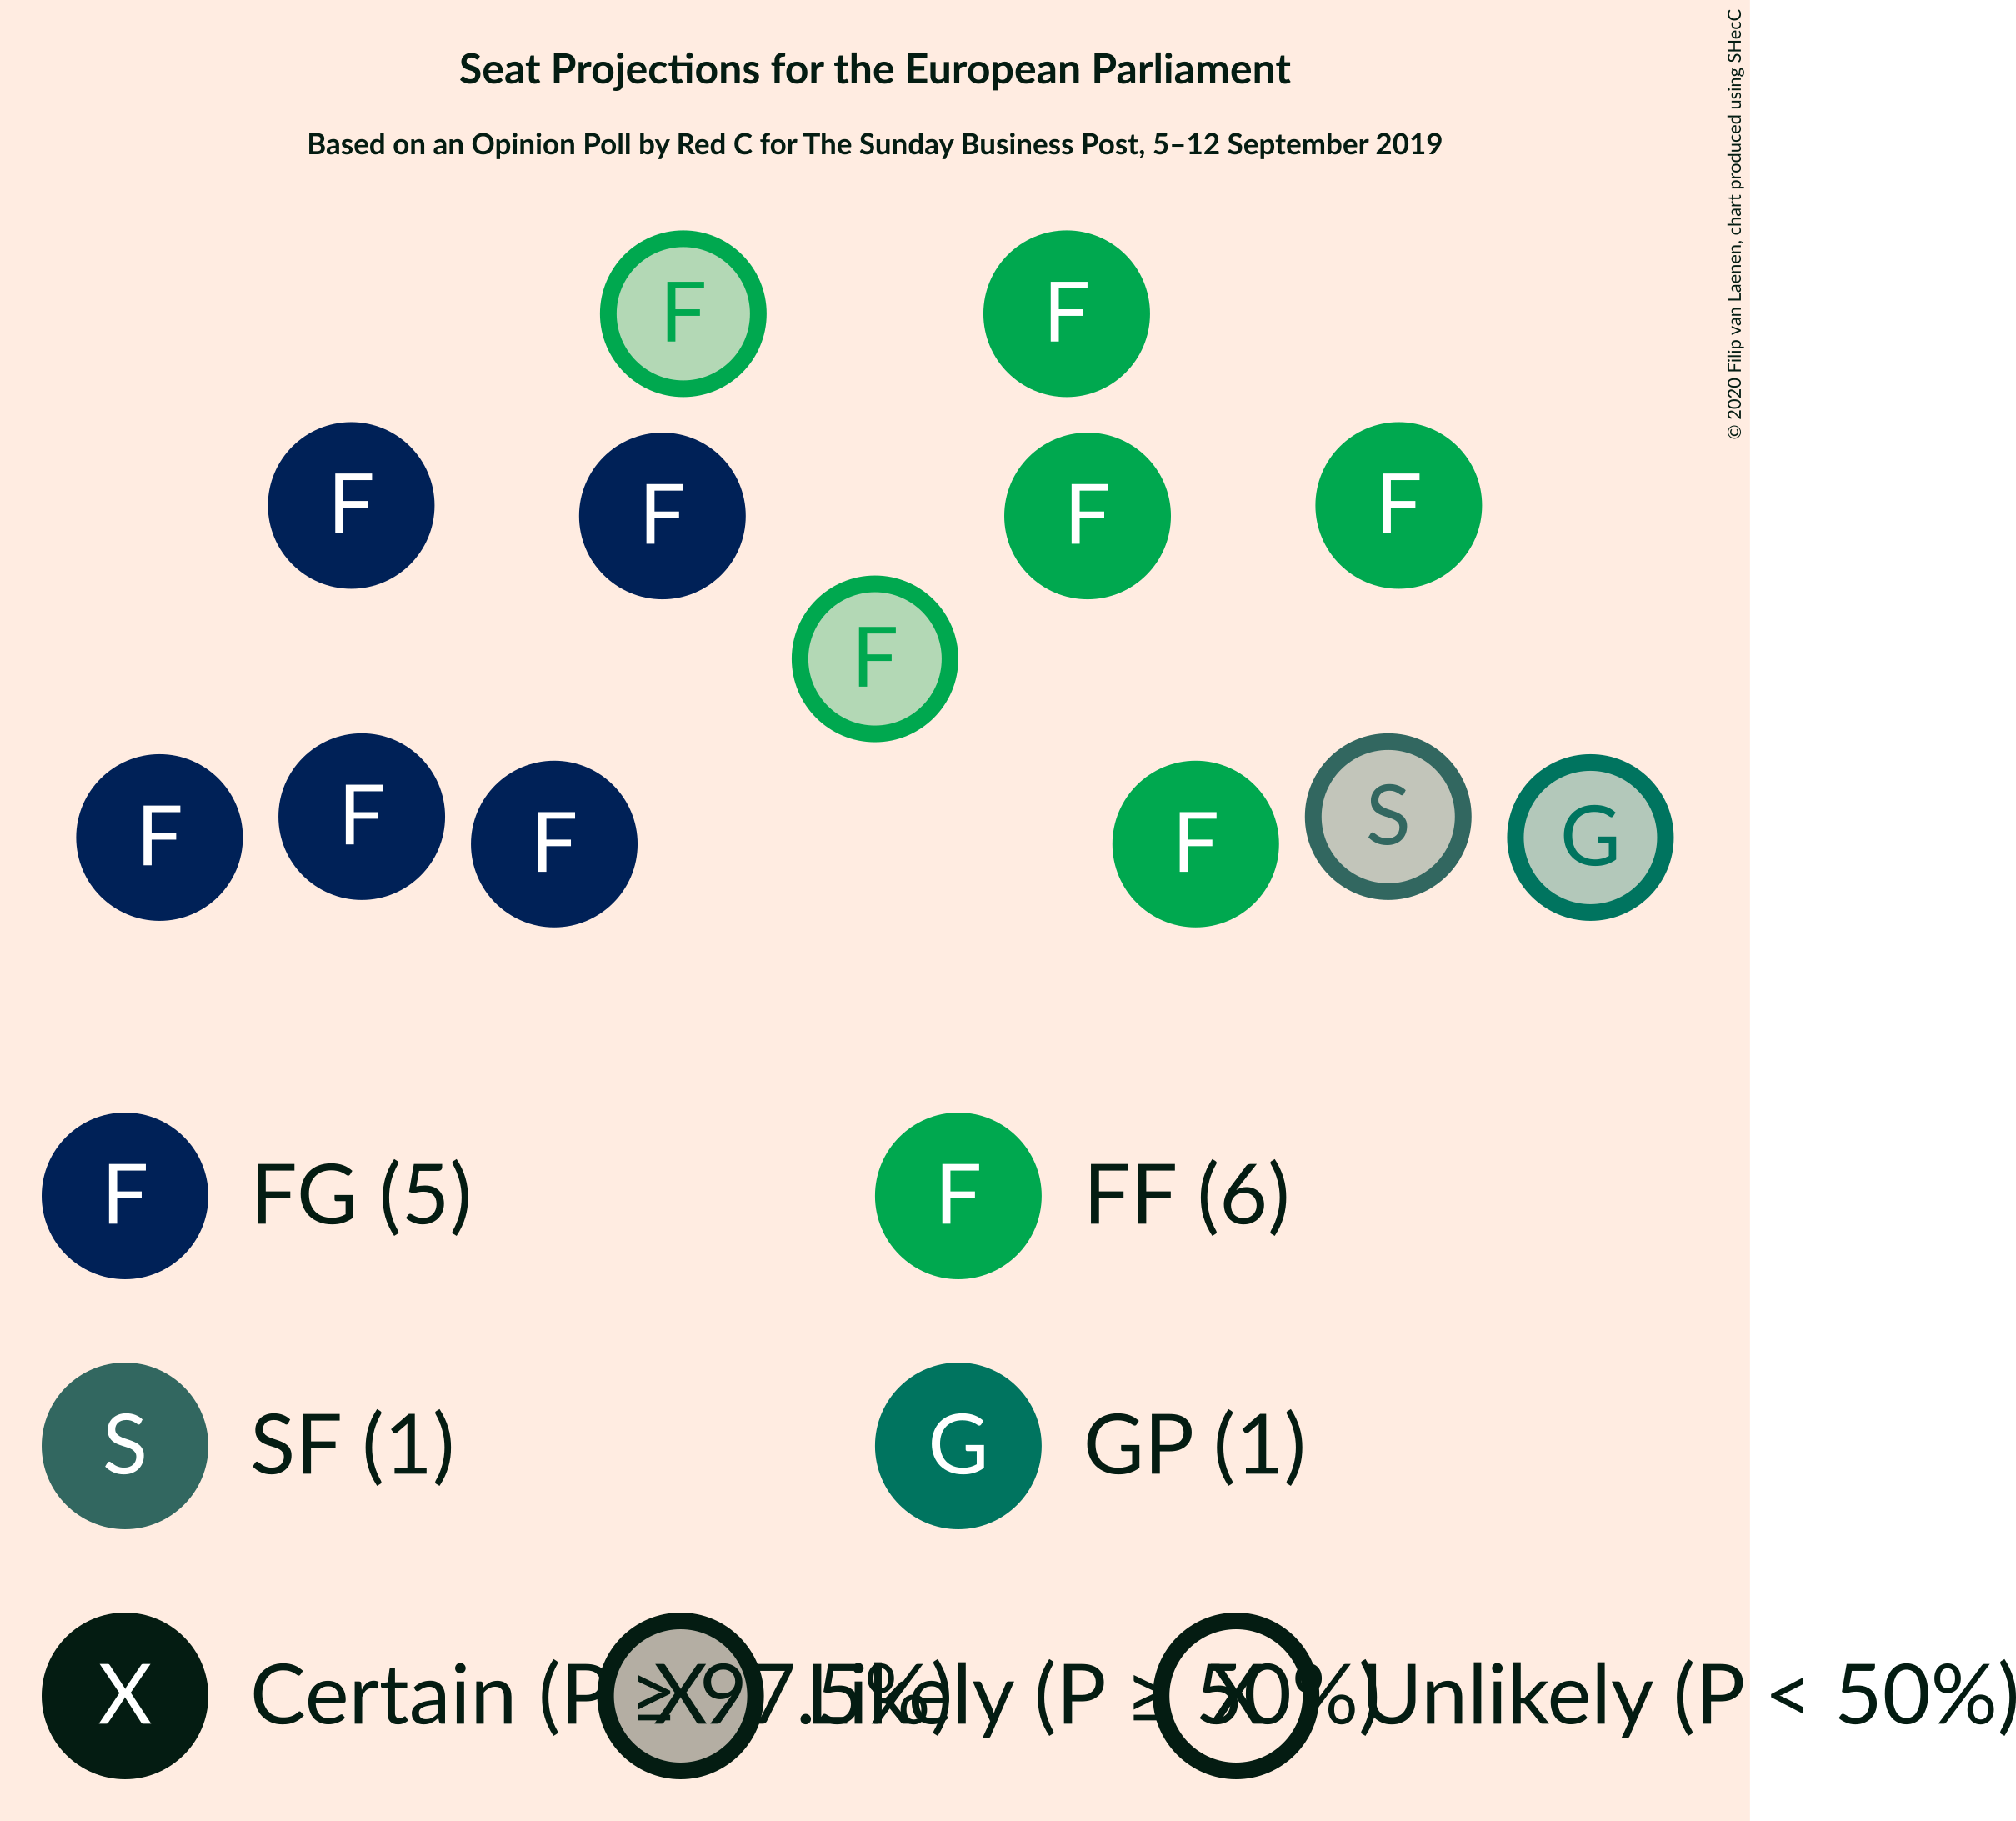 Seat Projections for the European Parliament
Based on an Opinion Poll by Red C for The Sunday Business Post, 5–12 September 2019
© 2020 Filip van Laenen, chart produced using SHecC
F F
F F F F
F
F F F F S G
F FG (5) F FF (6)
S SF (1) G GP (1)
X Certain (P ≥ 97.5%) X Likely (P ≥ 50%) X Unlikely (P < 50%)